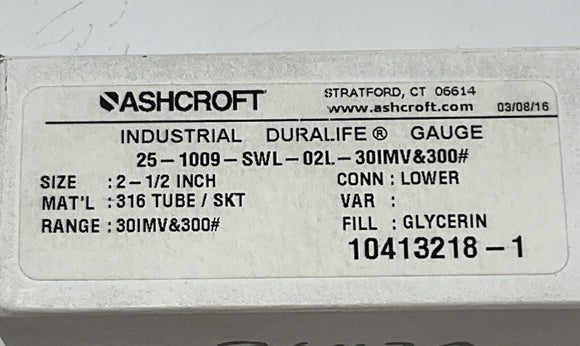 ASHCROFT
STRATFORD, CT 06614
www.ashcroft.com 03/08/16
INDUSTRIAL DURALIFE® GAUGE
25-1009-SWL-02L-30IMV&300#
SIZE : 2-1/2 INCH CONN : LOWER
MAT'L : 316 TUBE / SKT VAR :
RANGE : 30IMV&300# FILL : GLYCERIN
10413218-1